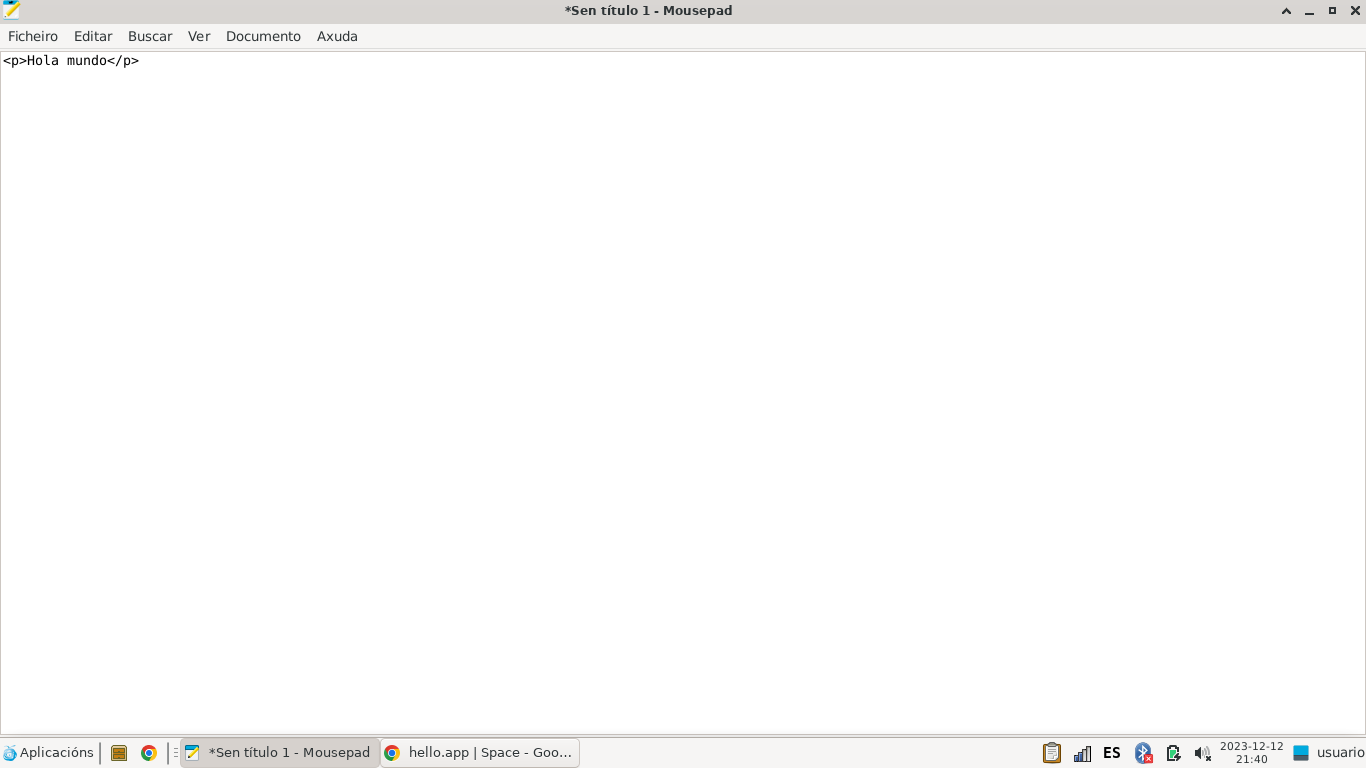 *Sen título 1 - Mousepad
Ficheiro Editar Buscar Ver Documento Axuda
<p>Hola mundo</p>
Aplicacións *Sen título 1 - Mousepad hello.app | Space - Goo... ES 2023-12-12 usuario
21:40